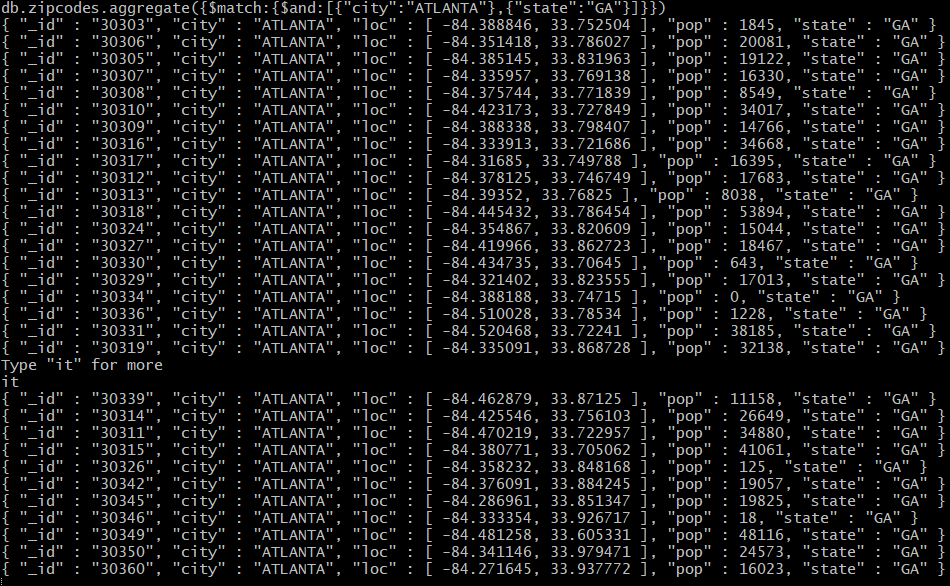 db.zipcodes.aggregate({$match:{$and:[{"city":"ATLANTA"},{"state":"GA"}]}})
{ "_id" : "30303", "city" : "ATLANTA", "loc" : [ -84.388846, 33.752504 ], "pop" : 1845, "state" : "GA" }
{ "_id" : "30306", "city" : "ATLANTA", "loc" : [ -84.351418, 33.786027 ], "pop" : 20081, "state" : "GA" }
{ "_id" : "30305", "city" : "ATLANTA", "loc" : [ -84.385145, 33.831963 ], "pop" : 19122, "state" : "GA" }
{ "_id" : "30307", "city" : "ATLANTA", "loc" : [ -84.335957, 33.769138 ], "pop" : 16330, "state" : "GA" }
{ "_id" : "30308", "city" : "ATLANTA", "loc" : [ -84.375744, 33.771839 ], "pop" : 8549, "state" : "GA" }
{ "_id" : "30310", "city" : "ATLANTA", "loc" : [ -84.423173, 33.727849 ], "pop" : 34017, "state" : "GA" }
{ "_id" : "30309", "city" : "ATLANTA", "loc" : [ -84.388338, 33.798407 ], "pop" : 14766, "state" : "GA" }
{ "_id" : "30316", "city" : "ATLANTA", "loc" : [ -84.333913, 33.721686 ], "pop" : 34668, "state" : "GA" }
{ "_id" : "30317", "city" : "ATLANTA", "loc" : [ -84.31685, 33.749788 ], "pop" : 16395, "state" : "GA" }
{ "_id" : "30312", "city" : "ATLANTA", "loc" : [ -84.378125, 33.746749 ], "pop" : 17683, "state" : "GA" }
{ "_id" : "30313", "city" : "ATLANTA", "loc" : [ -84.39352, 33.76825 ], "pop" : 8038, "state" : "GA" }
{ "_id" : "30318", "city" : "ATLANTA", "loc" : [ -84.445432, 33.786454 ], "pop" : 53894, "state" : "GA" }
{ "_id" : "30324", "city" : "ATLANTA", "loc" : [ -84.354867, 33.820609 ], "pop" : 15044, "state" : "GA" }
{ "_id" : "30327", "city" : "ATLANTA", "loc" : [ -84.419966, 33.862723 ], "pop" : 18467, "state" : "GA" }
{ "_id" : "30330", "city" : "ATLANTA", "loc" : [ -84.434735, 33.70645 ], "pop" : 643, "state" : "GA" }
{ "_id" : "30329", "city" : "ATLANTA", "loc" : [ -84.321402, 33.823555 ], "pop" : 17013, "state" : "GA" }
{ "_id" : "30334", "city" : "ATLANTA", "loc" : [ -84.388188, 33.74715 ], "pop" : 0, "state" : "GA" }
{ "_id" : "30336", "city" : "ATLANTA", "loc" : [ -84.510028, 33.78534 ], "pop" : 1228, "state" : "GA" }
{ "_id" : "30331", "city" : "ATLANTA", "loc" : [ -84.520468, 33.72241 ], "pop" : 38185, "state" : "GA" }
{ "_id" : "30319", "city" : "ATLANTA", "loc" : [ -84.335091, 33.868728 ], "pop" : 32138, "state" : "GA" }
Type "it" for more
it
{ "_id" : "30339", "city" : "ATLANTA", "loc" : [ -84.462879, 33.87125 ], "pop" : 11158, "state" : "GA" }
{ "_id" : "30314", "city" : "ATLANTA", "loc" : [ -84.425546, 33.756103 ], "pop" : 26649, "state" : "GA" }
{ "_id" : "30311", "city" : "ATLANTA", "loc" : [ -84.470219, 33.722957 ], "pop" : 34880, "state" : "GA" }
{ "_id" : "30315", "city" : "ATLANTA", "loc" : [ -84.380771, 33.705062 ], "pop" : 41061, "state" : "GA" }
{ "_id" : "30326", "city" : "ATLANTA", "loc" : [ -84.358232, 33.848168 ], "pop" : 125, "state" : "GA" }
{ "_id" : "30342", "city" : "ATLANTA", "loc" : [ -84.376091, 33.884245 ], "pop" : 19057, "state" : "GA" }
{ "_id" : "30345", "city" : "ATLANTA", "loc" : [ -84.286961, 33.851347 ], "pop" : 19825, "state" : "GA" }
{ "_id" : "30346", "city" : "ATLANTA", "loc" : [ -84.333354, 33.926717 ], "pop" : 18, "state" : "GA" }
{ "_id" : "30349", "city" : "ATLANTA", "loc" : [ -84.481258, 33.605331 ], "pop" : 48116, "state" : "GA" }
{ "_id" : "30350", "city" : "ATLANTA", "loc" : [ -84.341146, 33.979471 ], "pop" : 24573, "state" : "GA" }
{ "_id" : "30360", "city" : "ATLANTA", "loc" : [ -84.271645, 33.937772 ], "pop" : 16023, "state" : "GA" }